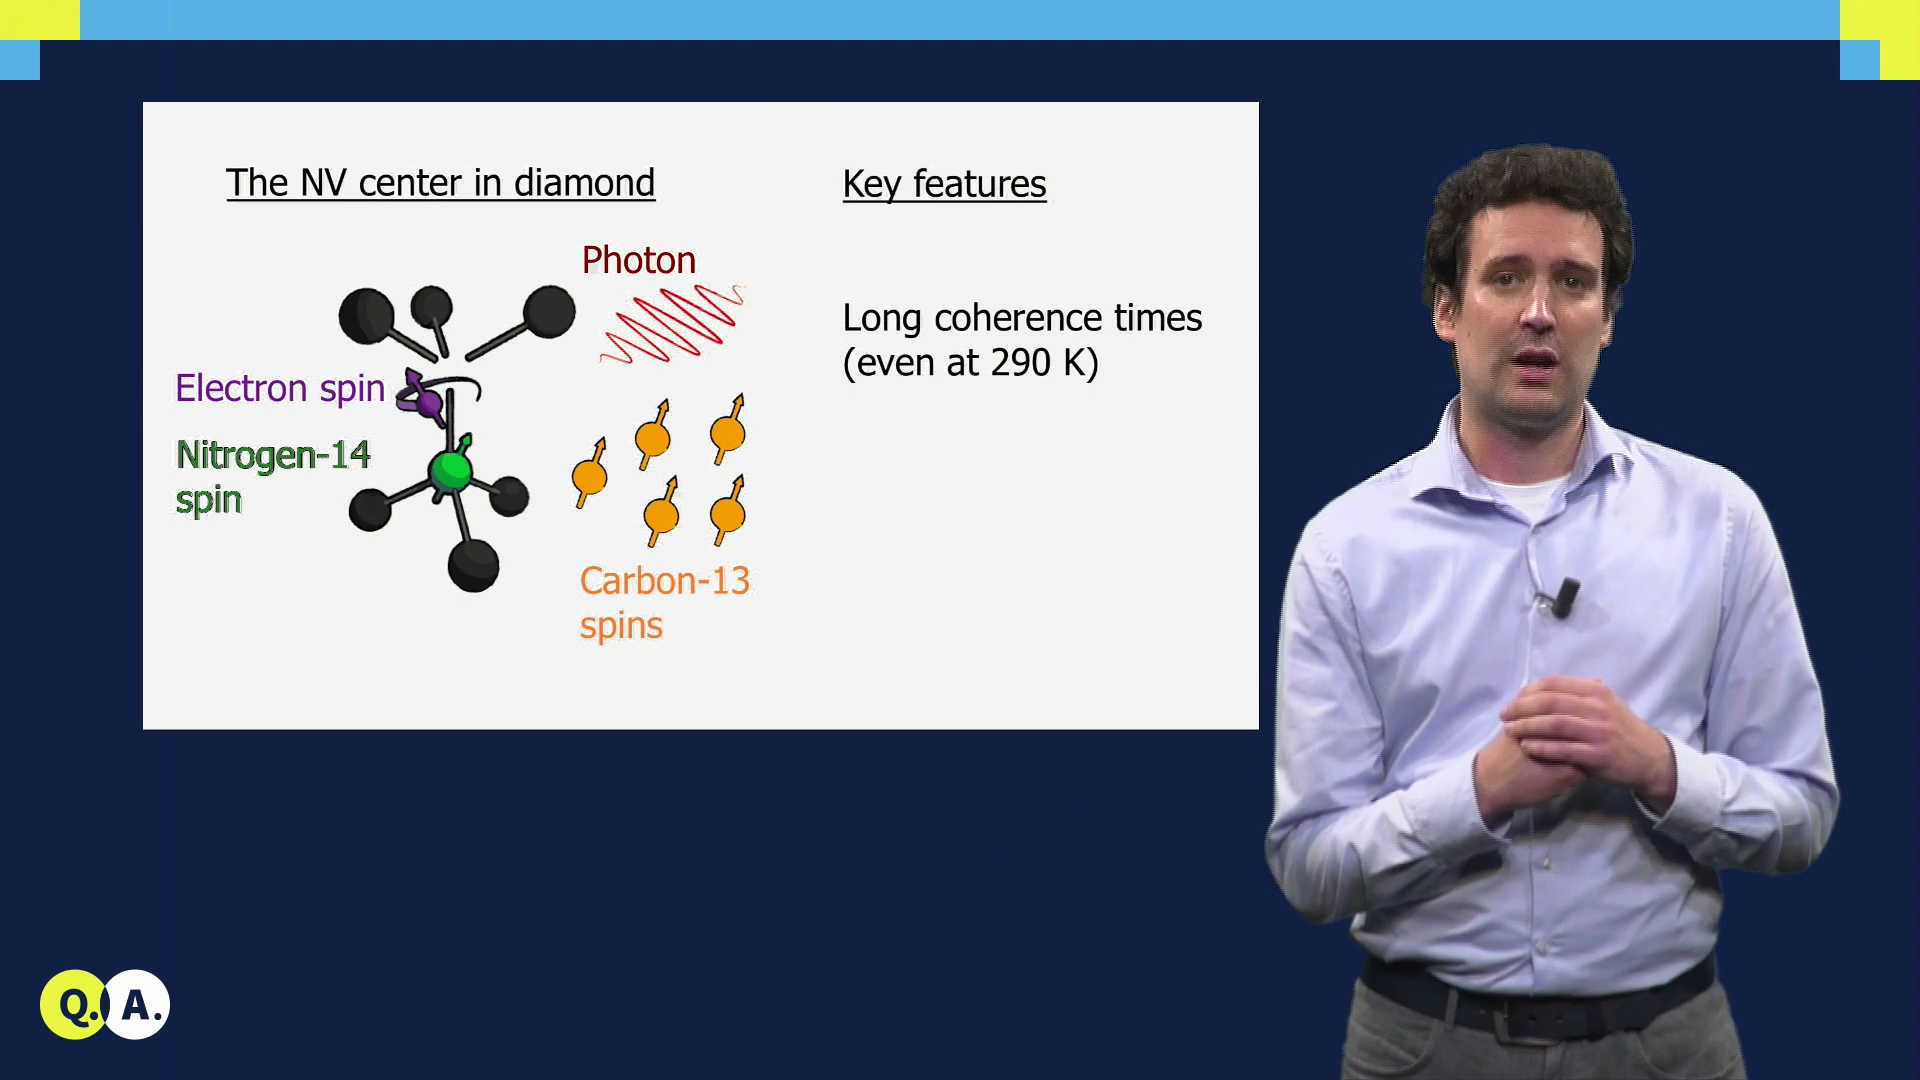 The NV center in diamond
Key features
Photon
Long coherence times
(even at 290 K)
Electron spin
Nitrogen-14
spin
Carbon-13
spins
Q. A.